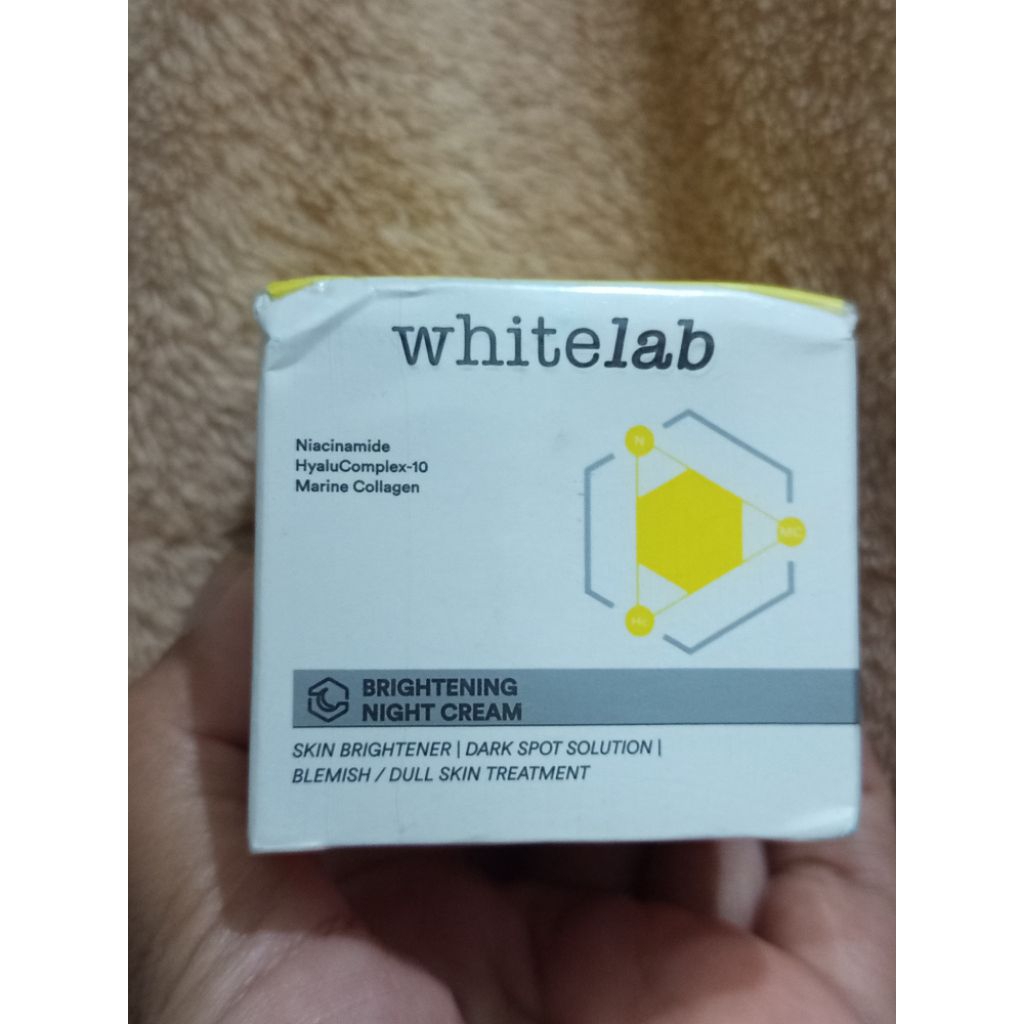 whitelab
Niacinamide
HyaluComplex-10
Marine Collagen
N
MC
Hc
BRIGHTENING
NIGHT CREAM
SKIN BRIGHTENER | DARK SPOT SOLUTION |
BLEMISH / DULL SKIN TREATMENT